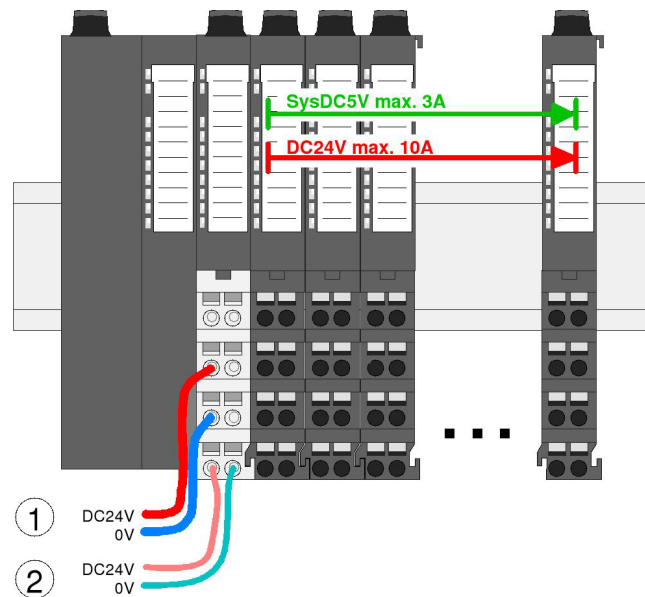 SysDC5V max. 3A
DC24V max. 10A
1 DC24V
0V
2 DC24V
0V